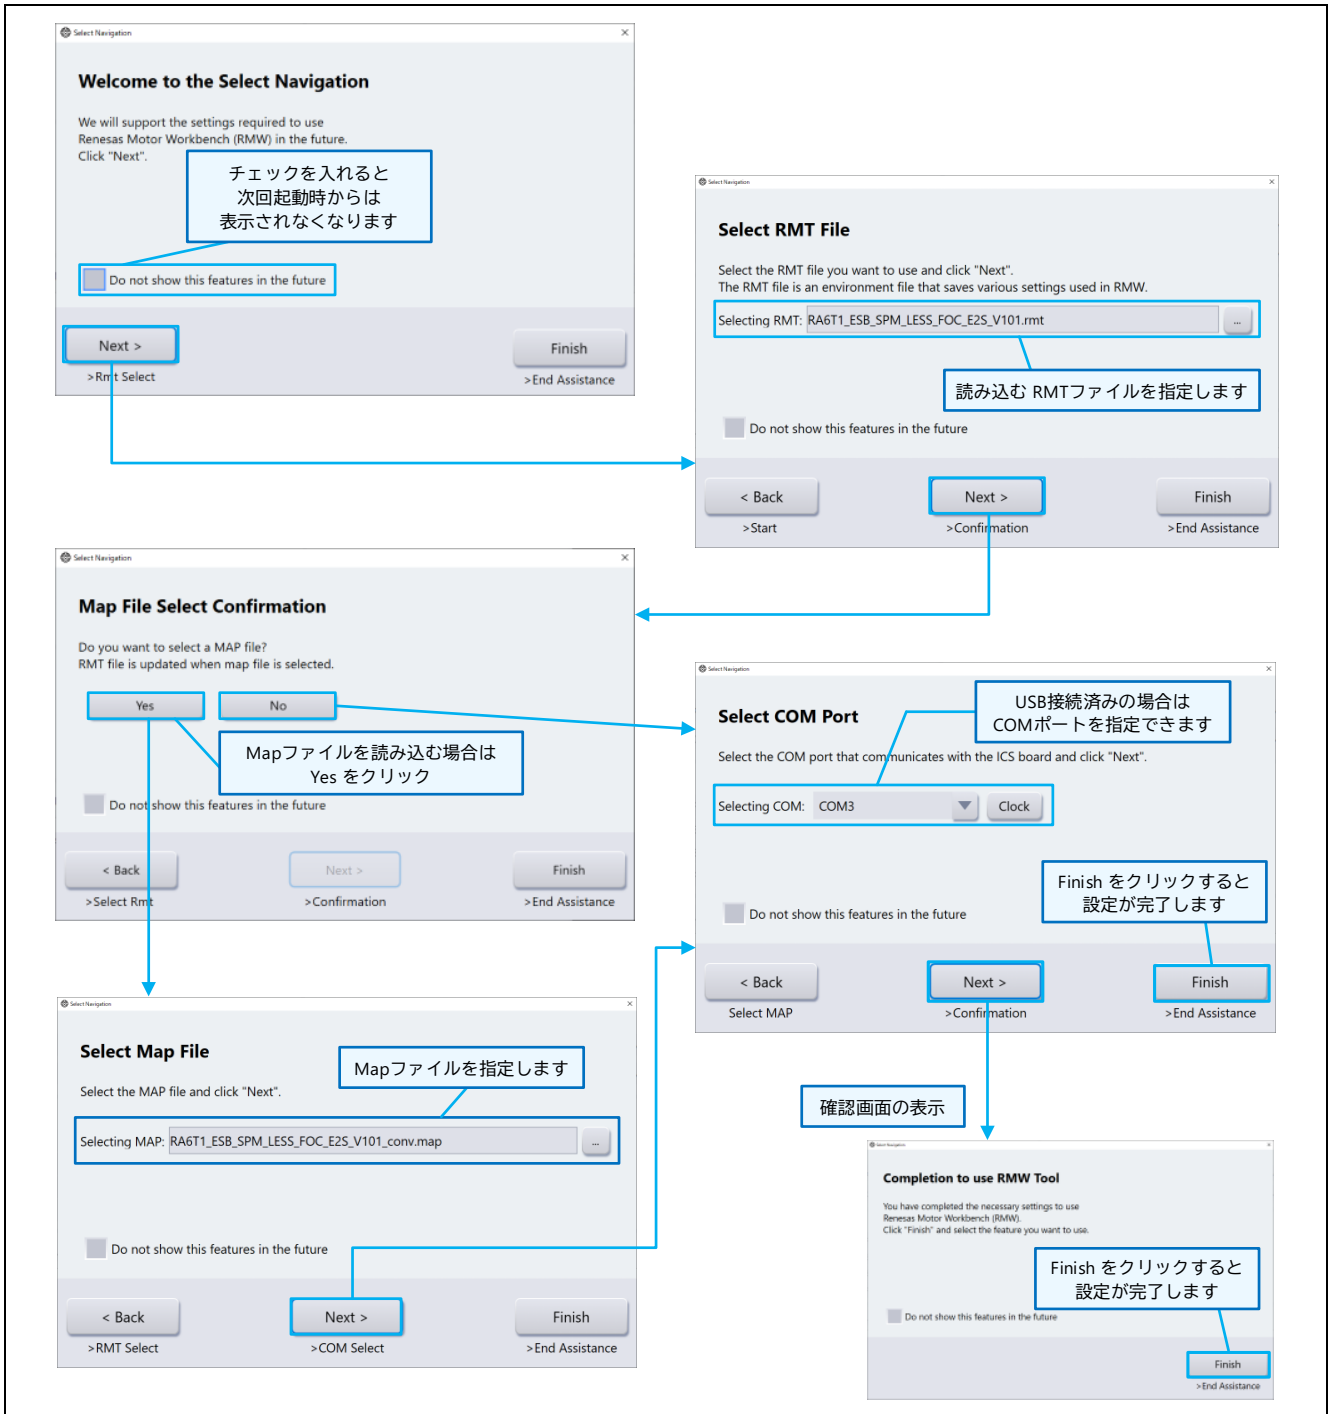 Select Navigation
Welcome to the Select Navigation
We will support the settings required to use
Renesas Motor Workbench (RMW) in the future.
Click "Next".
チェックを入れると
次回起動時からは
表示されなくなります
Do not show this features in the future
Next >
>Rmt Select
Finish
>End Assistance
Select Navigation
Select RMT File
Select the RMT file you want to use and click "Next".
The RMT file is an environment file that saves various settings used in RMW.
Selecting RMT: RA6T1_ESB_SPM_LESS_FOC_E2S_V101.rmt ...
読み込む RMTファイルを指定します
Do not show this features in the future
< Back
>Start
Next >
>Confirmation
Finish
>End Assistance
Select Navigation
Map File Select Confirmation
Do you want to select a MAP file?
RMT file is updated when map file is selected.
Yes
No
Mapファイルを読み込む場合は
Yes をクリック
Do not show this features in the future
< Back
>Select Rmt
Next >
>Confirmation
Finish
>End Assistance
Select Navigation
Select COM Port
USB接続済みの場合は
COMポートを指定できます
Select the COM port that communicates with the ICS board and click "Next".
Selecting COM: COM3 Clock
Finish をクリックすると
設定が完了します
Do not show this features in the future
< Back
Select MAP
Next >
>Confirmation
Finish
>End Assistance
Select Navigation
Select Map File
Mapファイルを指定します
Select the MAP file and click "Next".
Selecting MAP: RA6T1_ESB_SPM_LESS_FOC_E2S_V101_conv.map ...
Do not show this features in the future
< Back
>RMT Select
Next >
>COM Select
Finish
>End Assistance
確認画面の表示
Select Navigation
Completion to use RMW Tool
You have completed the necessary settings to use
Renesas Motor Workbench (RMW).
Click "Finish" and select the feature you want to use.
Finish をクリックすると
設定が完了します
Do not show this features in the future
Finish
>End Assistance